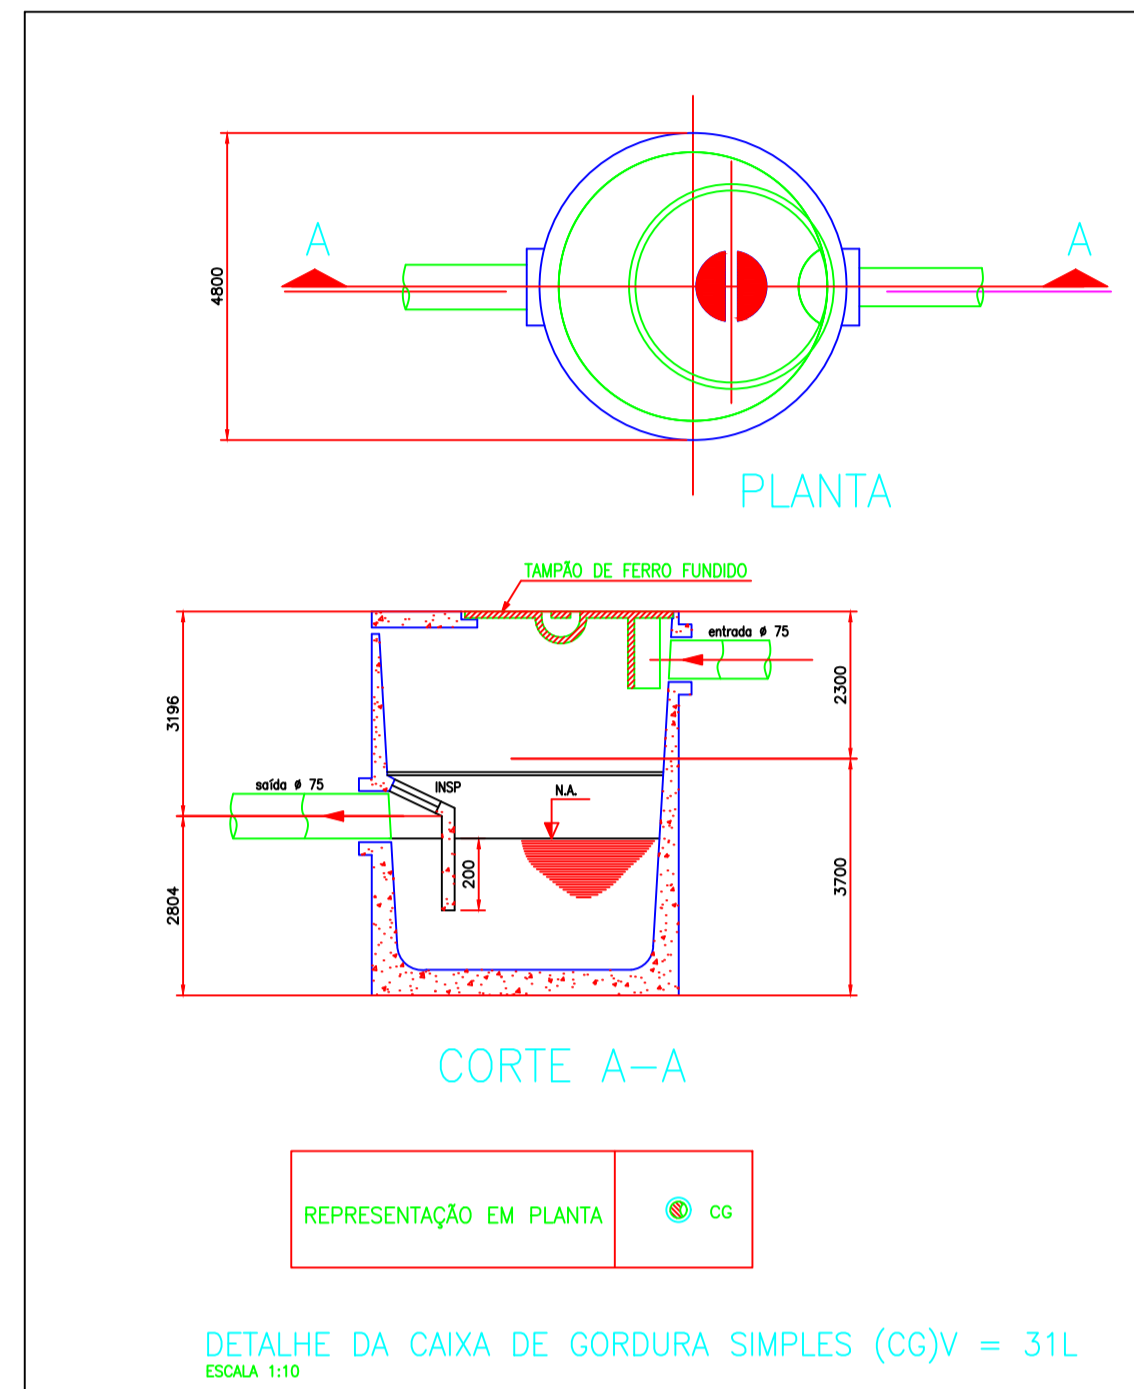 A A
4800
PLANTA
TAMPÃO DE FERRO FUNDIDO
entrada ø 75
2300
3196
saída ø 75
INSP
N.A.
200
3700
2804
CORTE A-A
REPRESENTAÇÃO EM PLANTA CG
DETALHE DA CAIXA DE GORDURA SIMPLES (CG)V = 31L
ESCALA 1:10